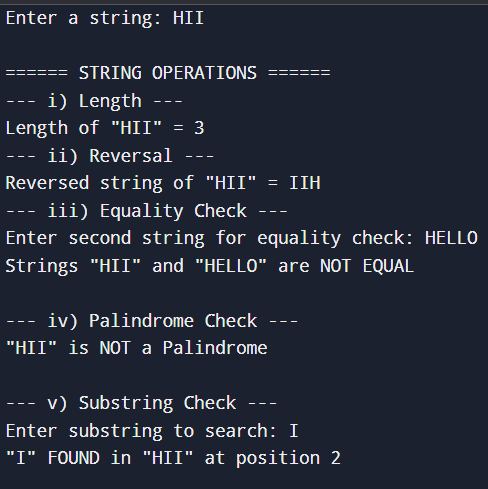 Enter a string: HII
====== STRING OPERATIONS ======
--- i) Length ---
Length of "HII" = 3
--- ii) Reversal ---
Reversed string of "HII" = IIH
--- iii) Equality Check ---
Enter second string for equality check: HELLO
Strings "HII" and "HELLO" are NOT EQUAL
--- iv) Palindrome Check ---
"HII" is NOT a Palindrome
--- v) Substring Check ---
Enter substring to search: I
"I" FOUND in "HII" at position 2